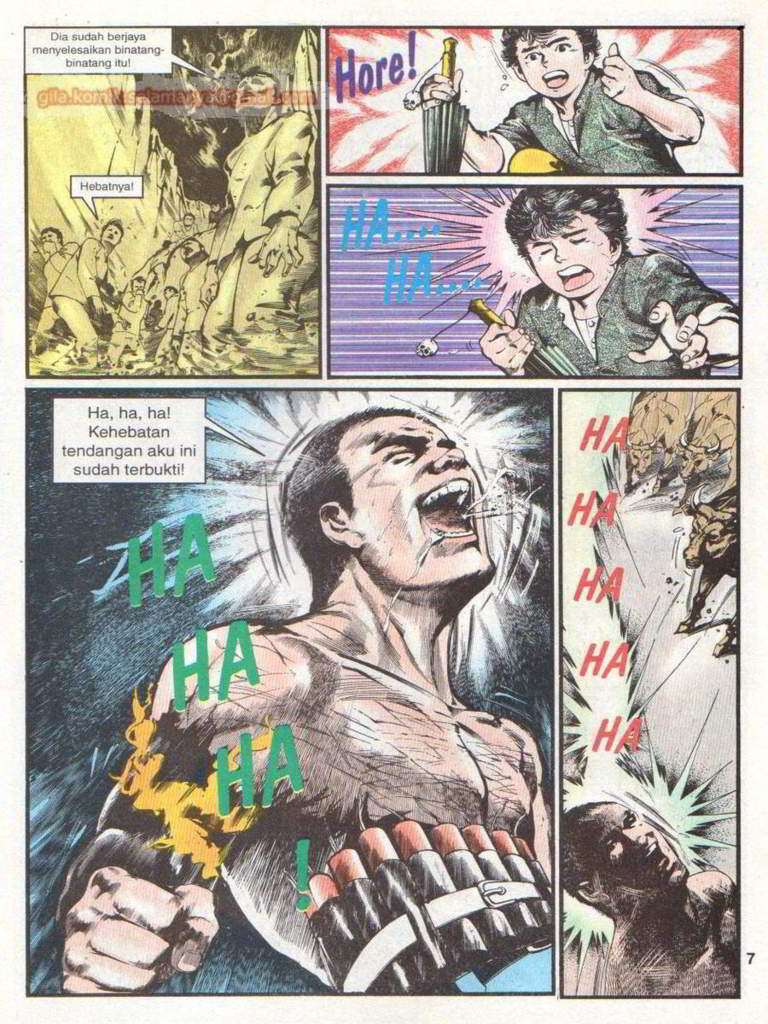 Dia sudah berjaya
menyelesaikan binatang-
binatang itu!
Hebatnya!
Hore!
HA....
HA....
Ha, ha, ha!
Kehebatan
tendangan aku ini
sudah terbukti!
HA
HA
HA
!
HA
HA
HA
HA
HA
7